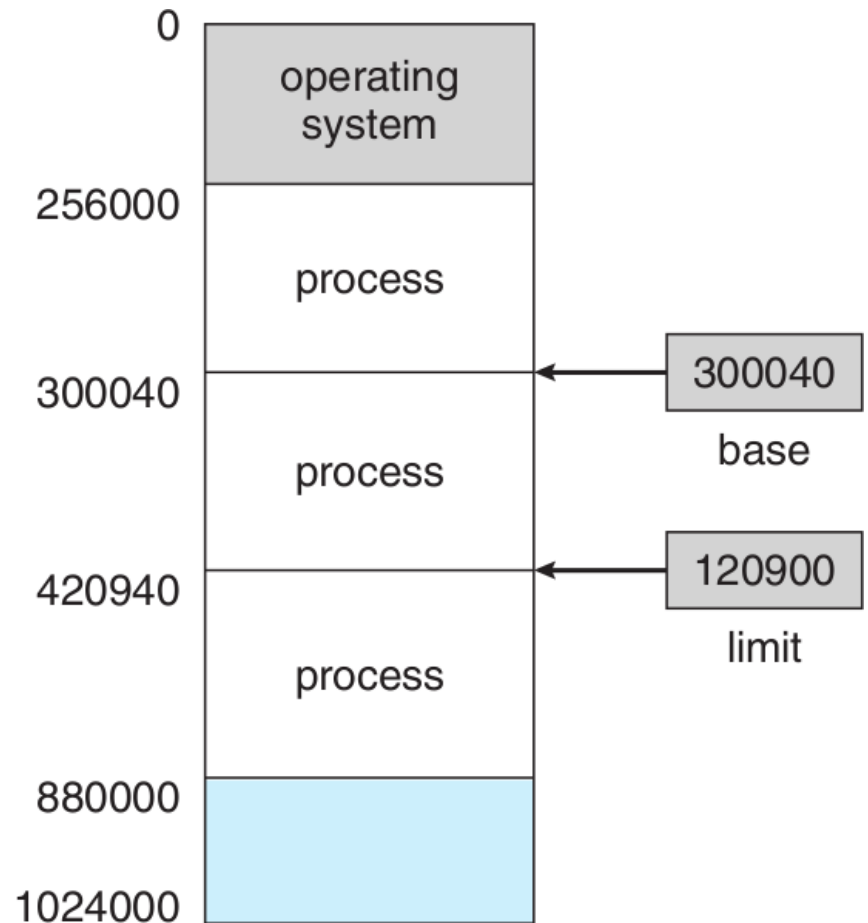 0
operating
system
256000
process
300040
300040
base
process
120900
420940
limit
process
880000
1024000